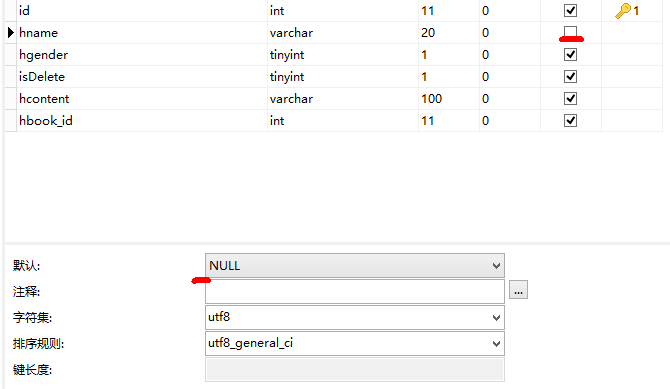 id int 11 0 1
hname varchar 20 0
hgender tinyint 1 0
isDelete tinyint 1 0
hcontent varchar 100 0
hbook_id int 11 0
默认: NULL
注释: ...
字符集: utf8
排序规则: utf8_general_ci
键长度: